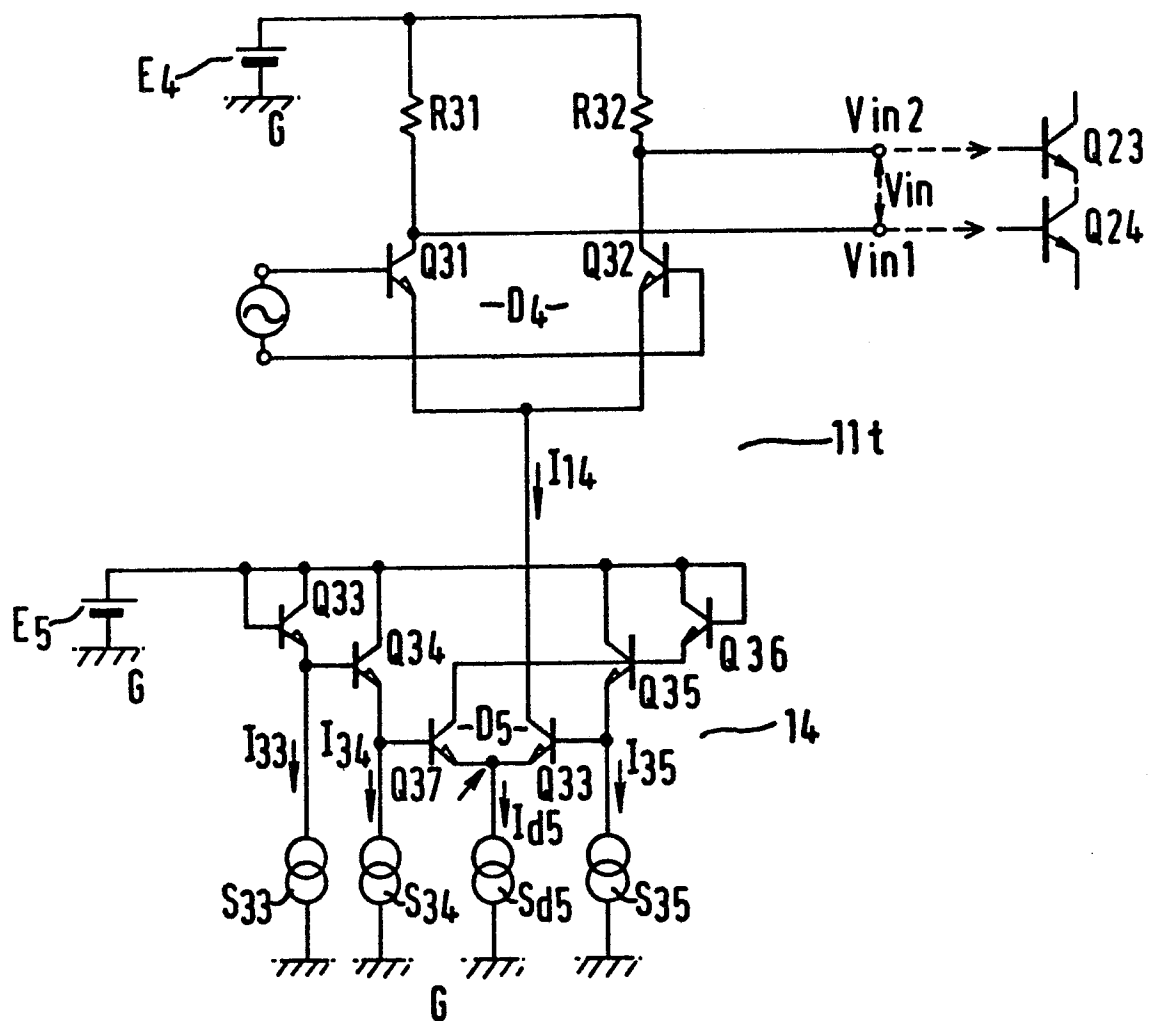 E4
G
R31
R32
Vin2
Q23
Vin
Q24
Vin1
Q31
Q32
-D4-
11t
I14
E5
G
Q33
Q34
Q36
Q35
-D5-
14
I33
I34
Q37
Q33
I35
Id5
S33
S34
Sd5
S35
G